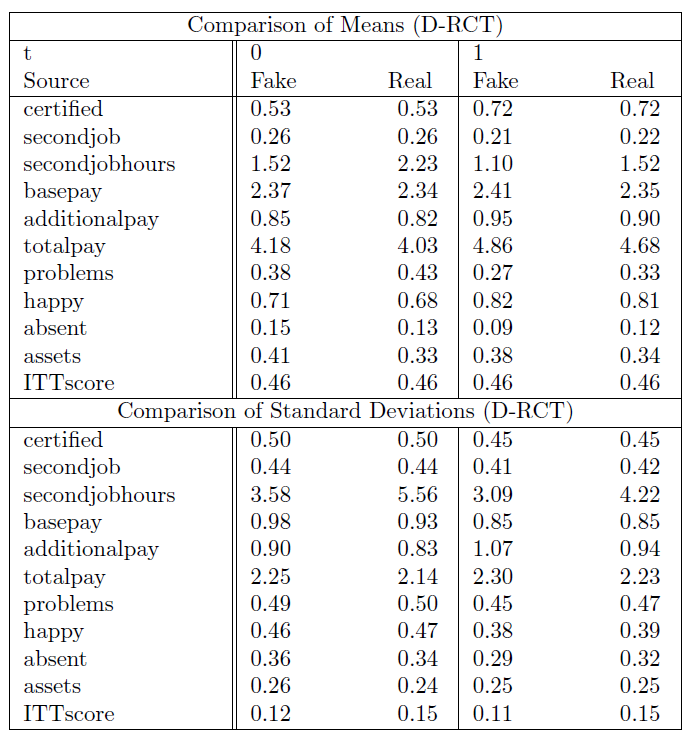 Comparison of Means (D-RCT)
t 0 1
Source Fake Real Fake Real
certified 0.53 0.53 0.72 0.72
secondjob 0.26 0.26 0.21 0.22
secondjobhours 1.52 2.23 1.10 1.52
basepay 2.37 2.34 2.41 2.35
additionalpay 0.85 0.82 0.95 0.90
totalpay 4.18 4.03 4.86 4.68
problems 0.38 0.43 0.27 0.33
happy 0.71 0.68 0.82 0.81
absent 0.15 0.13 0.09 0.12
assets 0.41 0.33 0.38 0.34
ITTscore 0.46 0.46 0.46 0.46
Comparison of Standard Deviations (D-RCT)
certified 0.50 0.50 0.45 0.45
secondjob 0.44 0.44 0.41 0.42
secondjobhours 3.58 5.56 3.09 4.22
basepay 0.98 0.93 0.85 0.85
additionalpay 0.90 0.83 1.07 0.94
totalpay 2.25 2.14 2.30 2.23
problems 0.49 0.50 0.45 0.47
happy 0.46 0.47 0.38 0.39
absent 0.36 0.34 0.29 0.32
assets 0.26 0.24 0.25 0.25
ITTscore 0.12 0.15 0.11 0.15